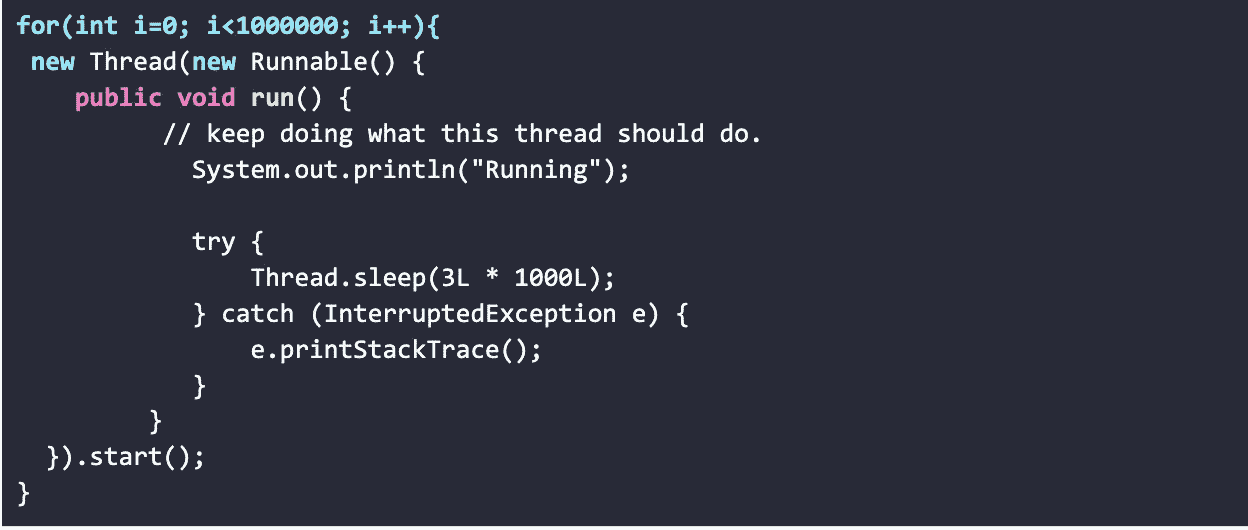 for(int i=0; i<1000000; i++){
new Thread(new Runnable() {
public void run() {
// keep doing what this thread should do.
System.out.println("Running");
try {
Thread.sleep(3L * 1000L);
} catch (InterruptedException e) {
e.printStackTrace();
}
}
}).start();
}